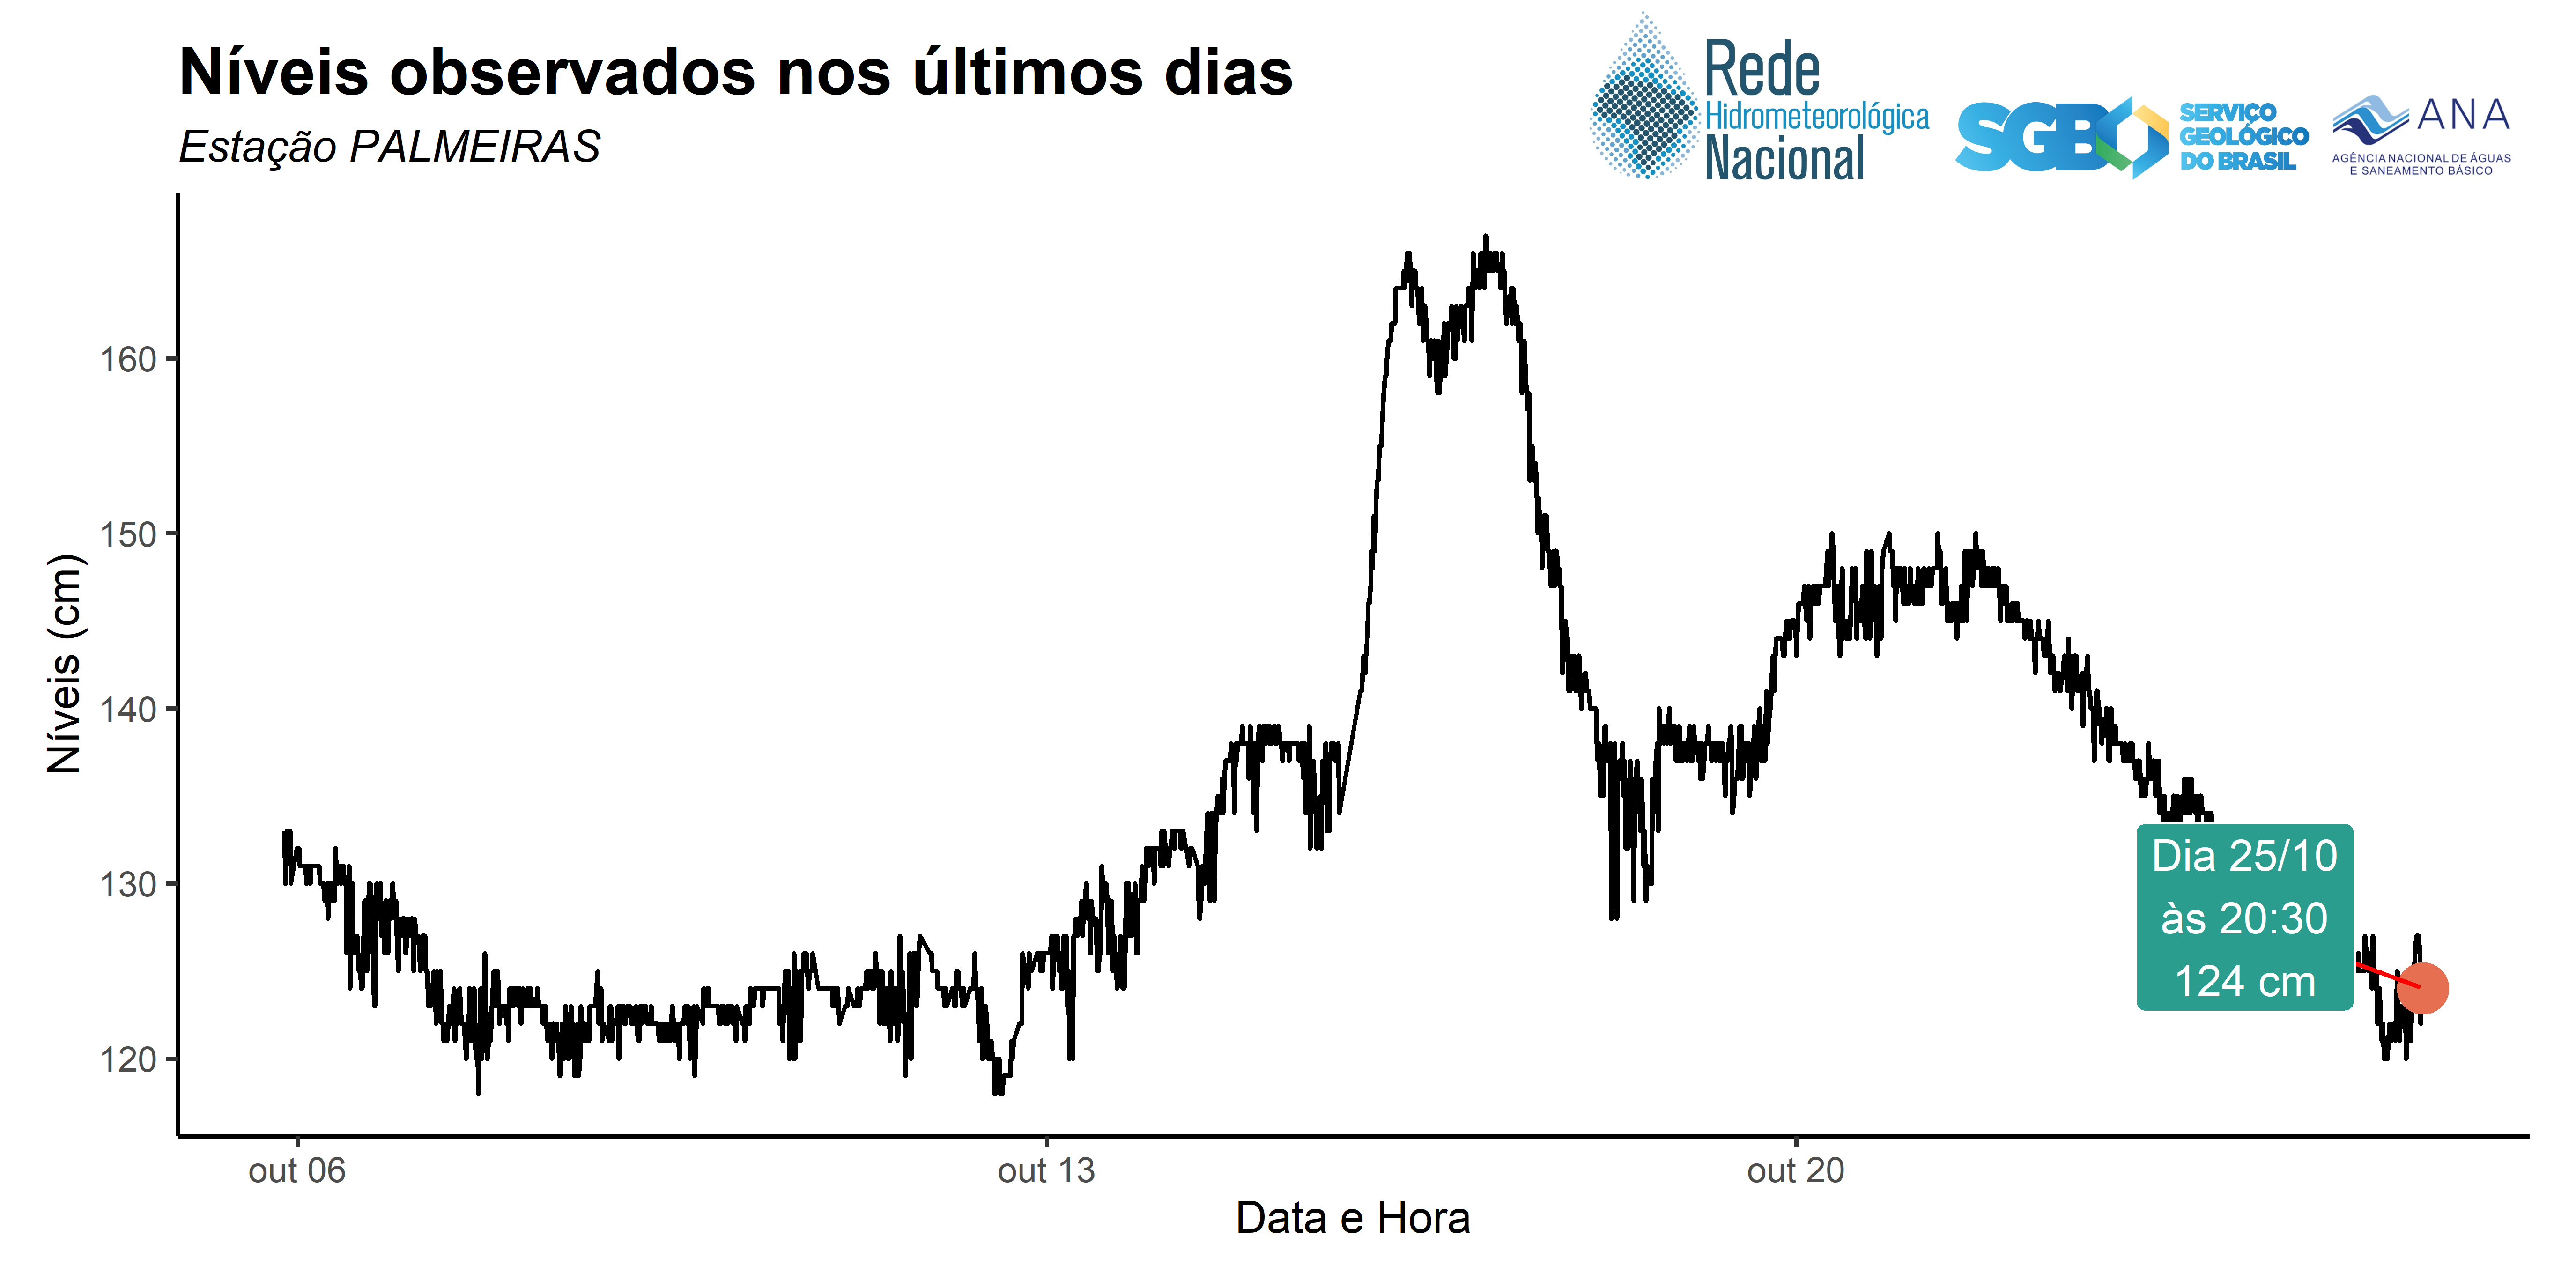 Níveis observados nos últimos dias
Estação PALMEIRAS
Rede
Hidrometeorológica
Nacional
SGB
SERVIÇO
GEOLÓGICO
DO BRASIL
ANA
AGÊNCIA NACIONAL DE ÁGUAS
E SANEAMENTO BÁSICO
Níveis (cm)
160
150
140
130
120
Dia 25/10
às 20:30
124 cm
out 06
out 13
out 20
Data e Hora